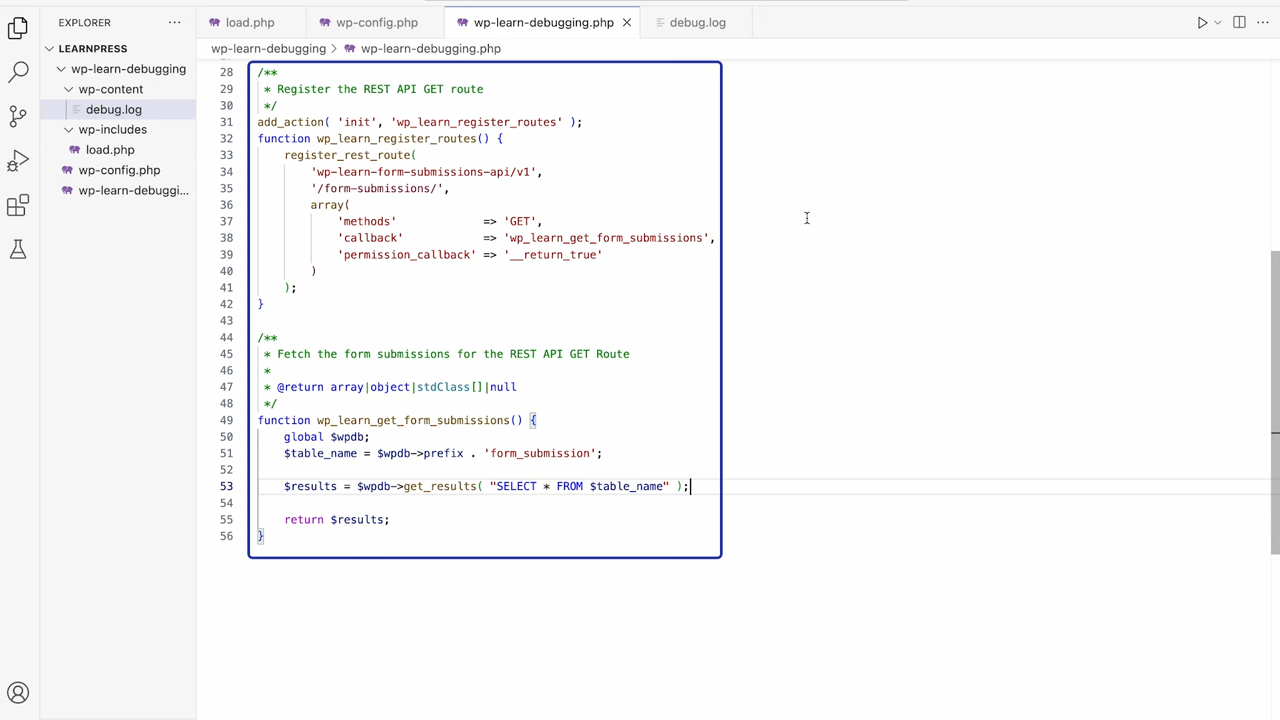 EXPLORER
LEARNPRESS
wp-learn-debugging
wp-content
debug.log
wp-includes
load.php
wp-config.php
wp-learn-debuggi...
load.php
wp-config.php
wp-learn-debugging.php
debug.log
wp-learn-debugging > wp-learn-debugging.php
28 /**
29 * Register the REST API GET route
30 */
31 add_action( 'init', 'wp_learn_register_routes' );
32 function wp_learn_register_routes() {
33 register_rest_route(
34 'wp-learn-form-submissions-api/v1',
35 '/form-submissions/',
36 array(
37 'methods' => 'GET',
38 'callback' => 'wp_learn_get_form_submissions',
39 'permission_callback' => '__return_true'
40 )
41 );
42 }
43
44 /**
45 * Fetch the form submissions for the REST API GET Route
46 *
47 * @return array|object|stdClass[]|null
48 */
49 function wp_learn_get_form_submissions() {
50 global $wpdb;
51 $table_name = $wpdb->prefix . 'form_submission';
52
53 $results = $wpdb->get_results( "SELECT * FROM $table_name" );
54
55 return $results;
56 }